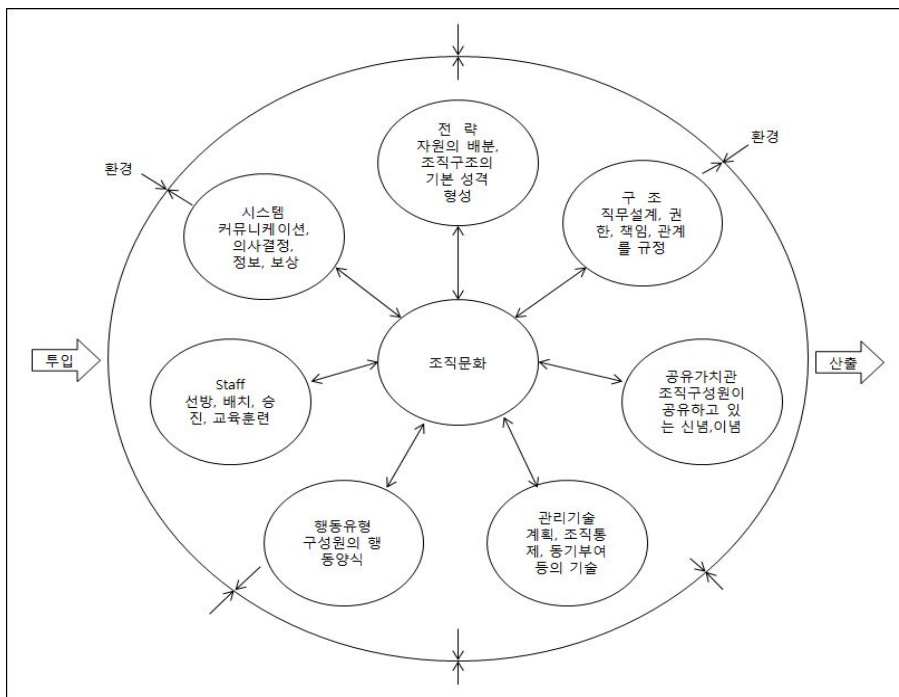 전 략
자원의 배분,
조직구조의
기본 성격
형성
환경
환경
시스템
커뮤니케이션,
의사결정,
정보, 보상
구 조
직무설계, 권
한, 책임, 관계
를 규정
투입
조직문화
산출
Staff
선방, 배치, 승
진, 교육훈련
공유가치관
조직구성원이
공유하고 있
는 신념,이념
행동유형
구성원의 행
동양식
관리기술
계획, 조직통
제, 동기부여
등의 기술